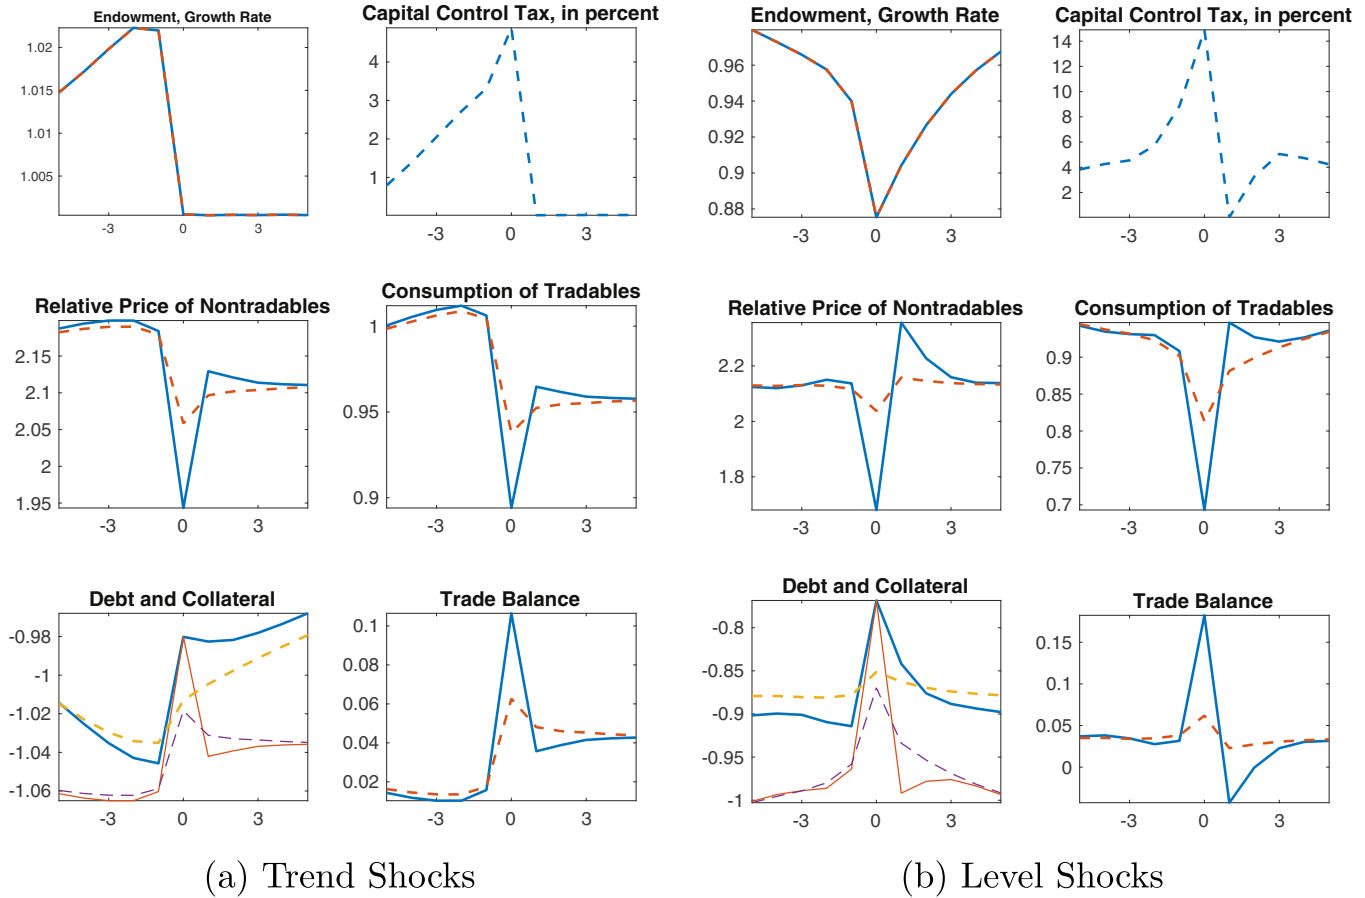 Endowment, Growth Rate
1.02
1.015
1.01
1.005
-3 0 3
Capital Control Tax, in percent
4
3
2
1
-3 0 3
Endowment, Growth Rate
0.96
0.94
0.92
0.9
0.88
-3 0 3
Capital Control Tax, in percent
14
12
10
8
6
4
2
-3 0 3
Relative Price of Nontradables
2.15
2.1
2.05
2
1.95
-3 0 3
Consumption of Tradables
1
0.95
0.9
-3 0 3
Relative Price of Nontradables
2.2
2
1.8
-3 0 3
Consumption of Tradables
0.9
0.85
0.8
0.75
0.7
-3 0 3
Debt and Collateral
-0.98
-1
-1.02
-1.04
-1.06
-3 0 3
Trade Balance
0.1
0.08
0.06
0.04
0.02
-3 0 3
Debt and Collateral
-0.8
-0.85
-0.9
-0.95
-1
-3 0 3
Trade Balance
0.15
0.1
0.05
0
-3 0 3
(a) Trend Shocks
(b) Level Shocks